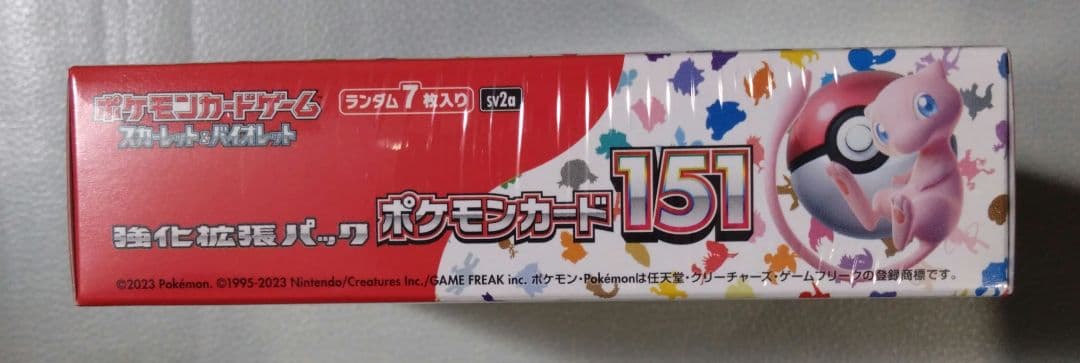 ポケモンカードゲーム
スカーレット&バイオレット
ランダム7枚入り
sv2a
強化拡張パック
ポケモンカード151
©2023 Pokémon. ©1995-2023 Nintendo/Creatures Inc./GAME FREAK inc. ポケモン・Pokémonは任天堂・クリーチャーズ・ゲームフリークの登録商標です。